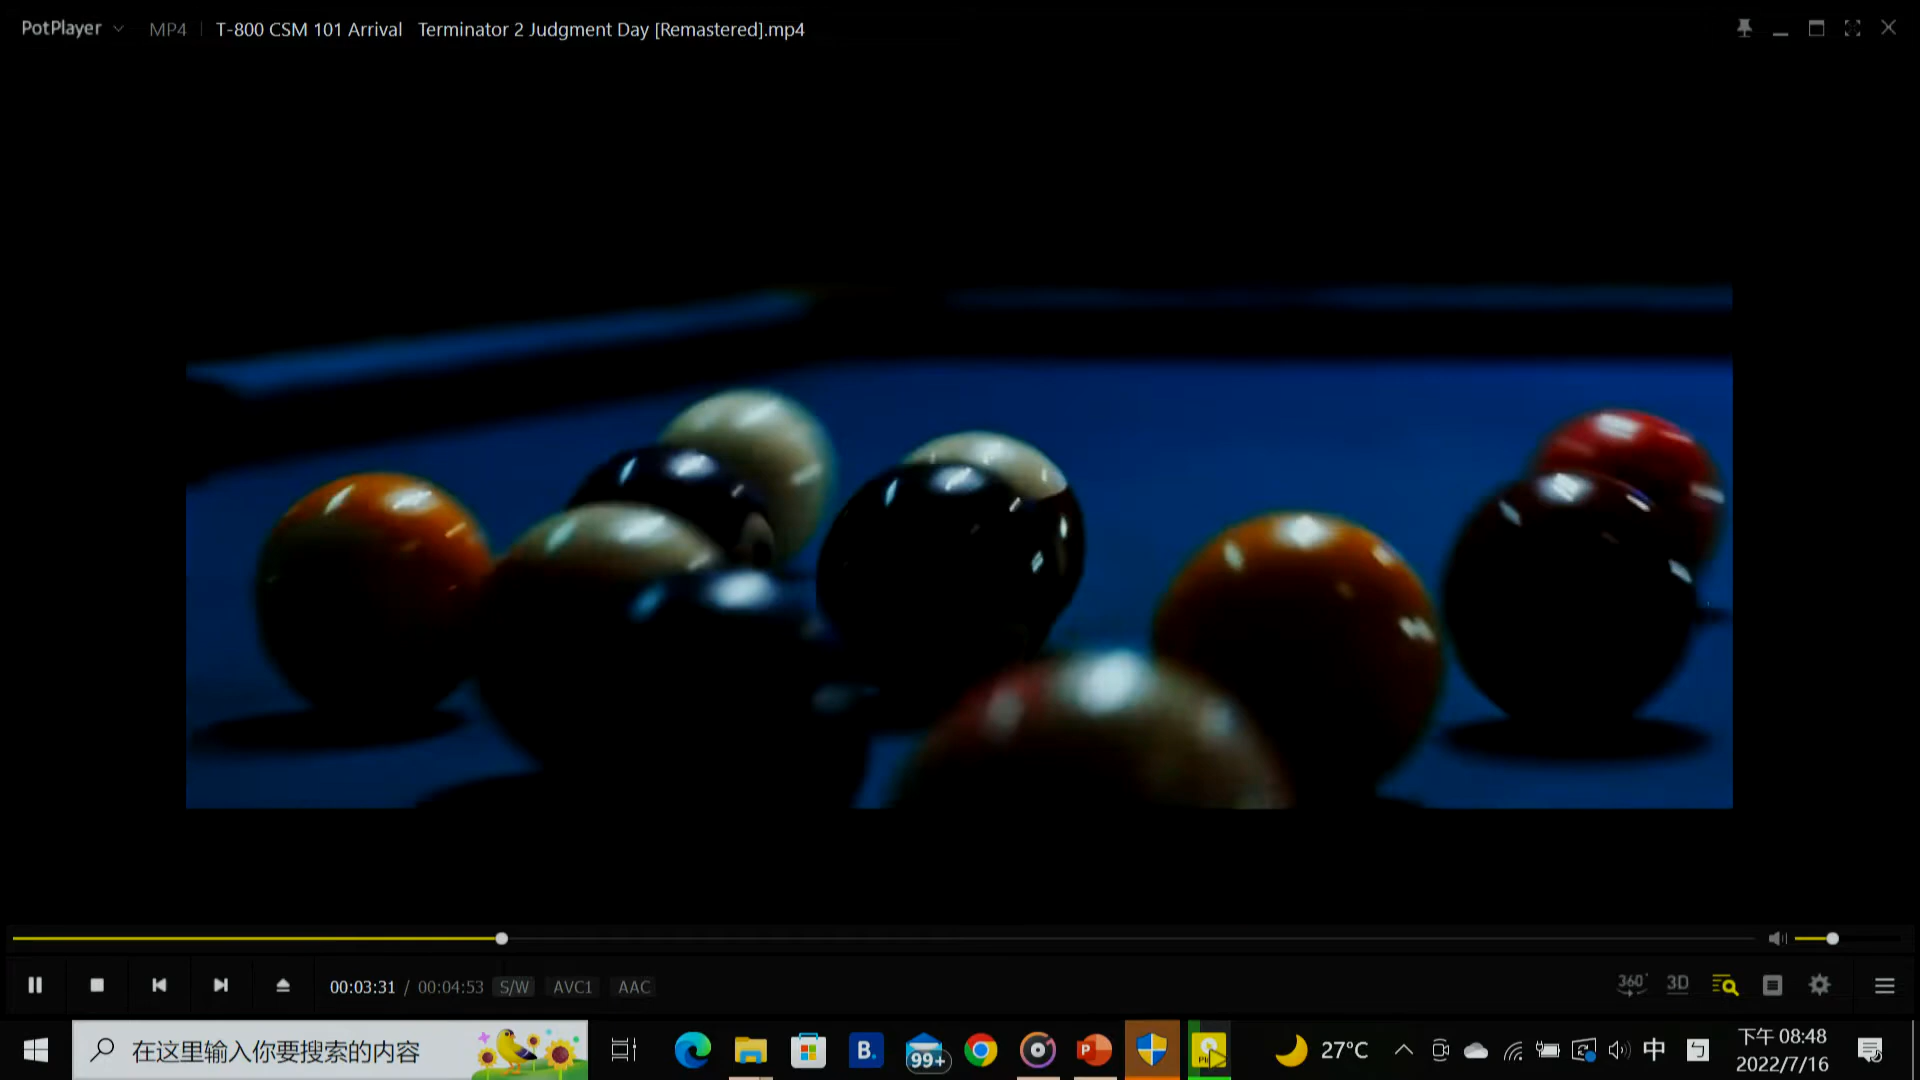 PotPlayer MP4 T-800 CSM 101 Arrival Terminator 2 Judgment Day [Remastered].mp4
00:03:31 / 00:04:53 S/W AVC1 AAC 360° 3D
在这里输入你要搜索的内容 B. 99+ P 27°C 中 下午 08:48
2022/7/16